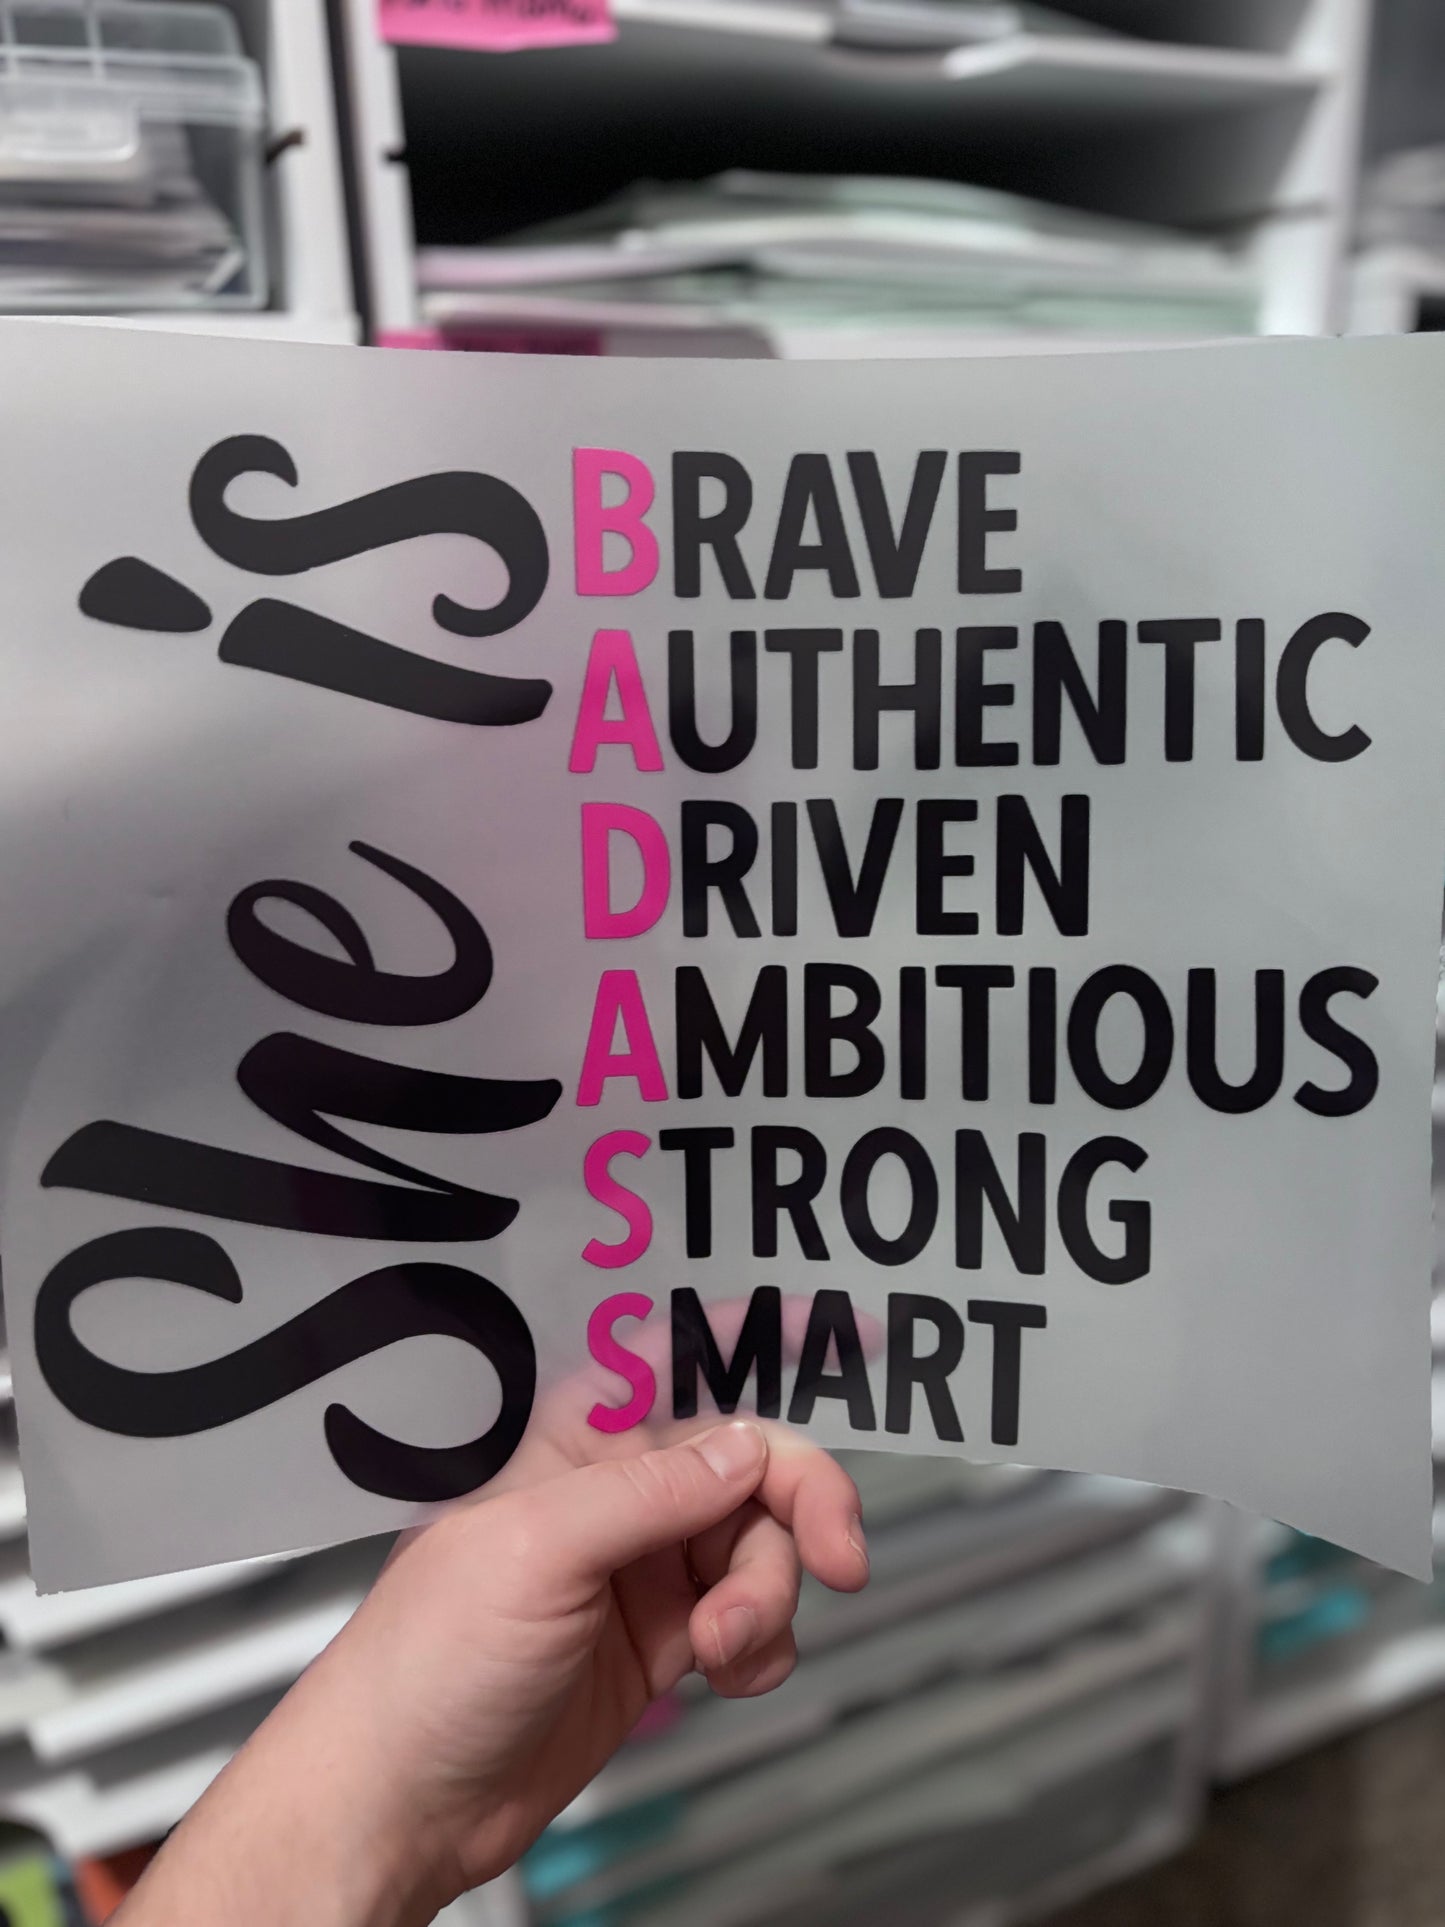 She is
BRAVE
AUTHENTIC
DRIVEN
AMBITIOUS
STRONG
SMART